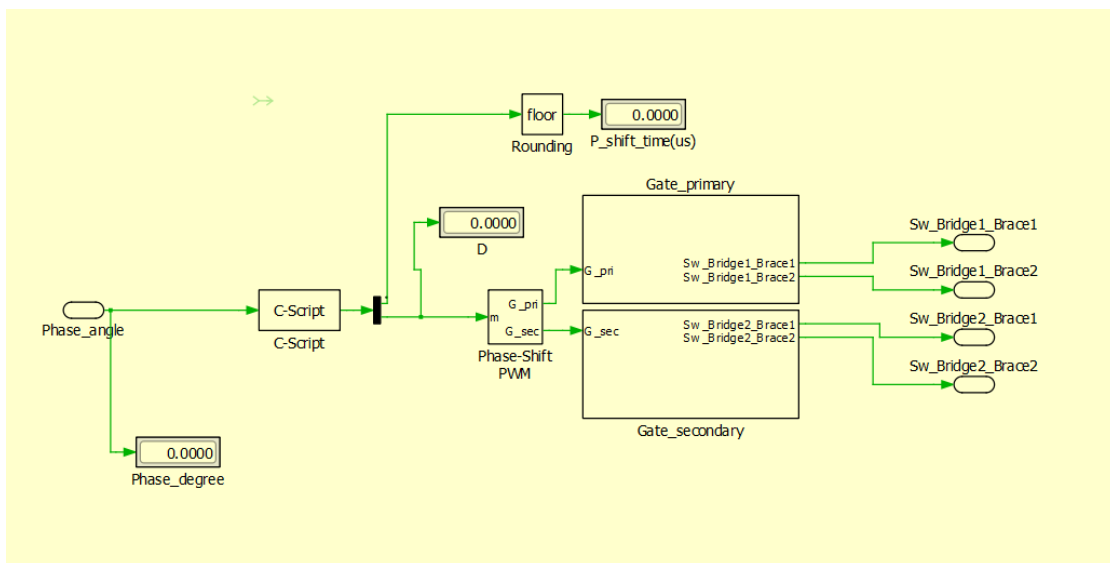 floor
Rounding
0.0000
P_shift_time(us)
Gate_primary
0.0000
D
Sw_Bridge1_Brace1
Sw_Bridge1_Brace1
Sw_Bridge1_Brace2
G_pri
Sw_Bridge1_Brace2
Phase_angle
C-Script
C-Script
m
G_pri
G_sec
Phase-Shift
PWM
G_sec
Sw_Bridge2_Brace1
Sw_Bridge2_Brace2
Sw_Bridge2_Brace1
Sw_Bridge2_Brace2
Gate_secondary
0.0000
Phase_degree